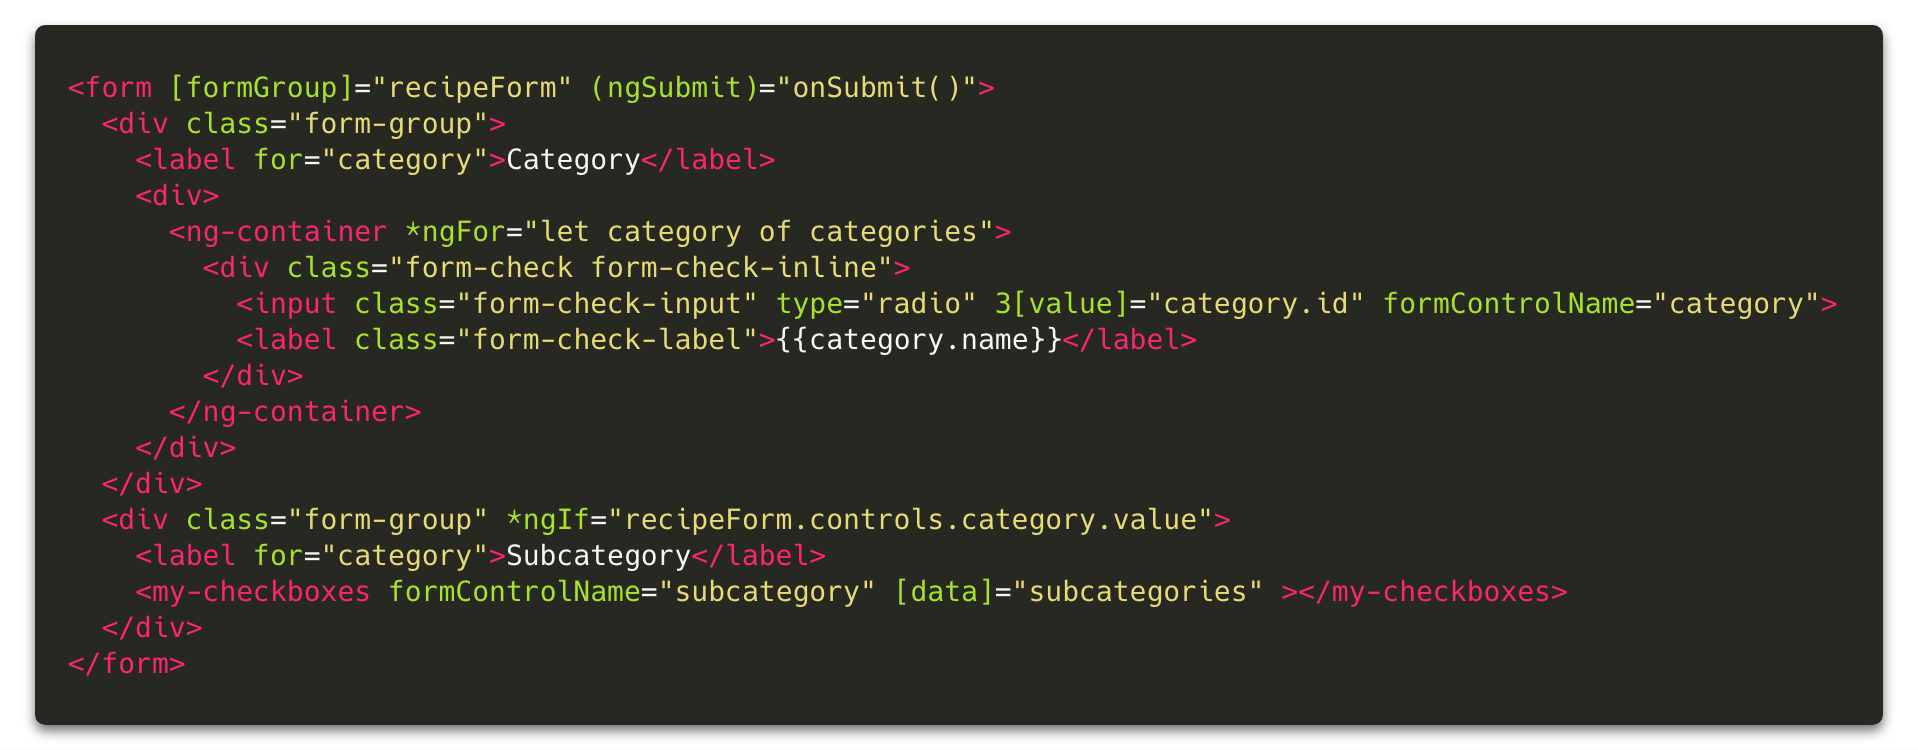 <form [formGroup]="recipeForm" (ngSubmit)="onSubmit()">
  <div class="form-group">
    <label for="category">Category</label>
    <div>
      <ng-container *ngFor="let category of categories">
        <div class="form-check form-check-inline">
          <input class="form-check-input" type="radio" 3[value]="category.id" formControlName="category">
          <label class="form-check-label">{{category.name}}</label>
        </div>
      </ng-container>
    </div>
  </div>
  <div class="form-group" *ngIf="recipeForm.controls.category.value">
    <label for="category">Subcategory</label>
    <my-checkboxes formControlName="subcategory" [data]="subcategories" ></my-checkboxes>
  </div>
</form>